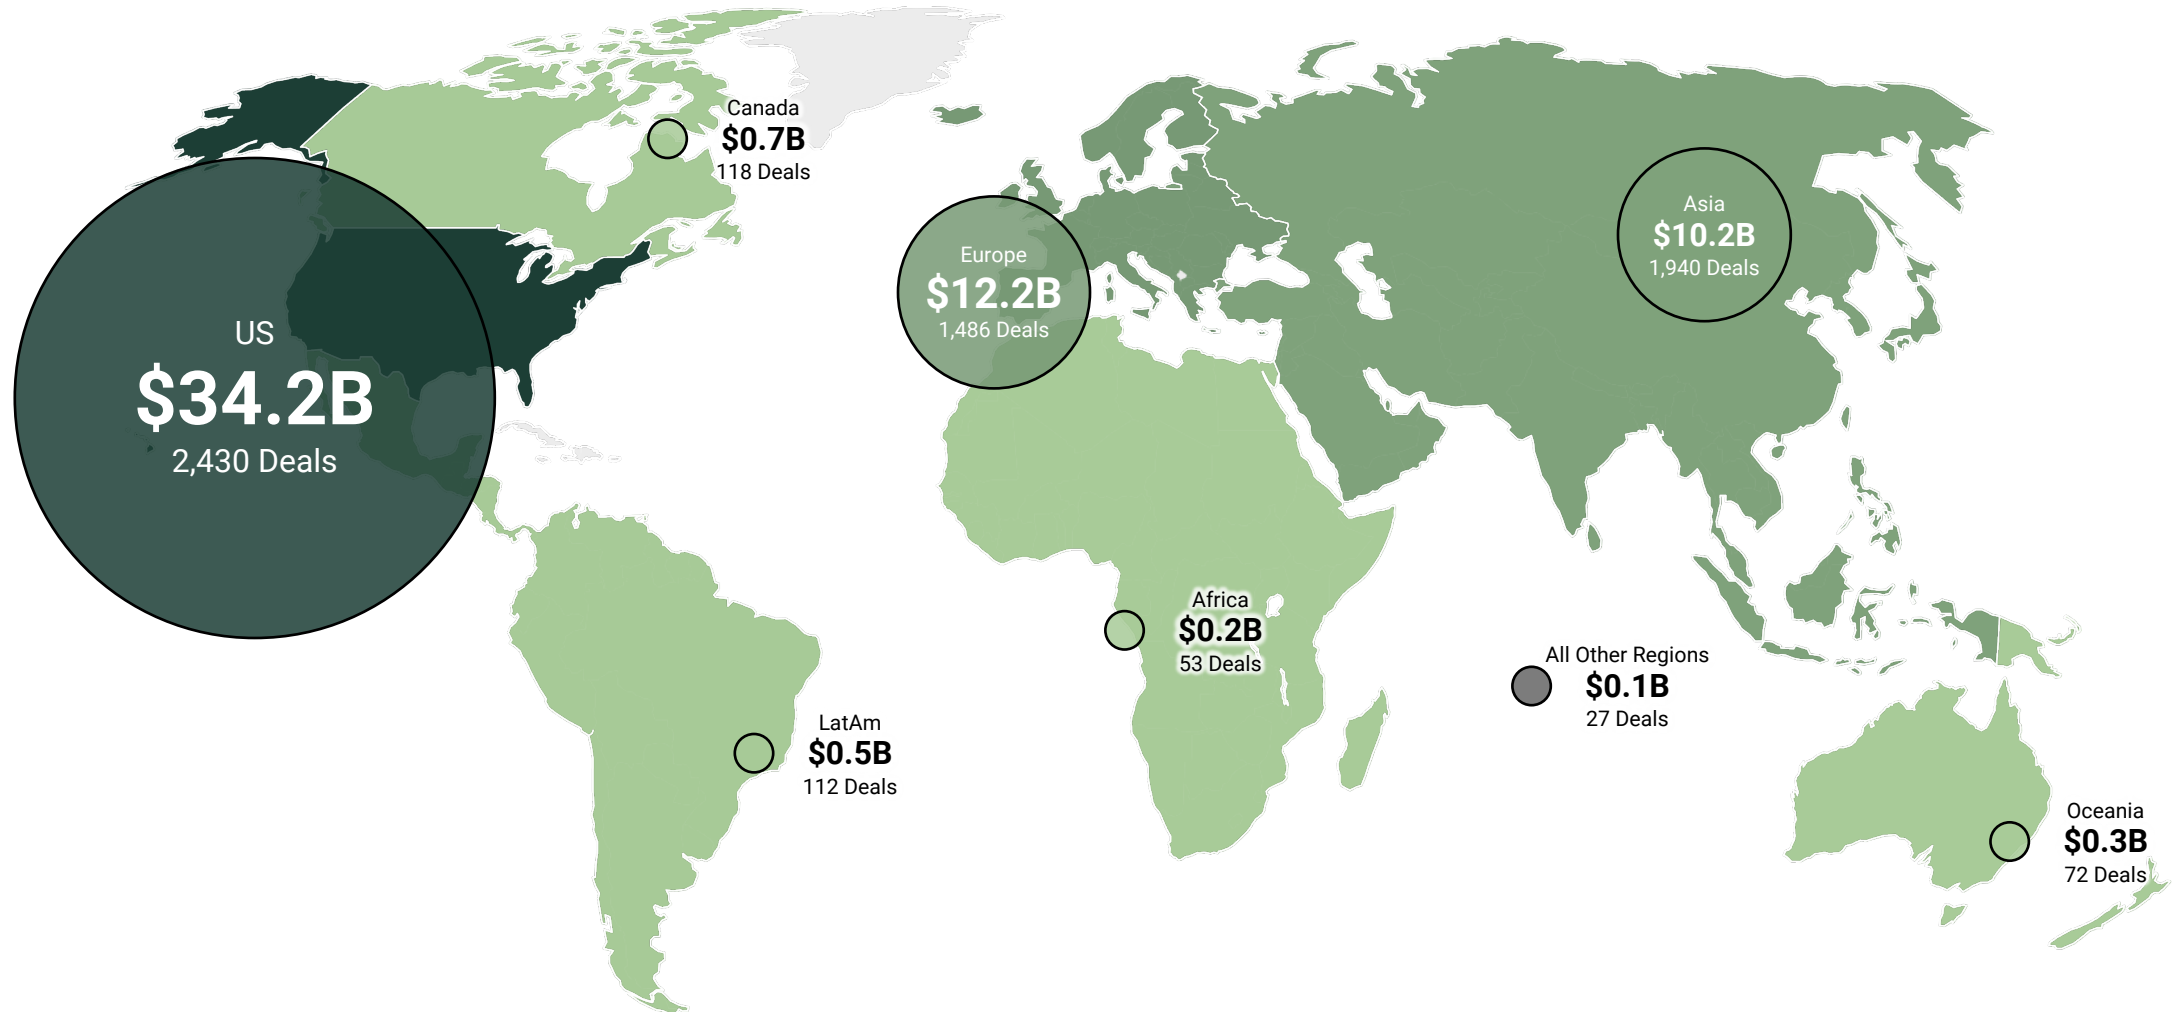 Canada
$0.7B
118 Deals
US
$34.2B
2,430 Deals
Europe
$12.2B
1,486 Deals
Asia
$10.2B
1,940 Deals
LatAm
$0.5B
112 Deals
Africa
$0.2B
53 Deals
All Other Regions
$0.1B
27 Deals
Oceania
$0.3B
72 Deals